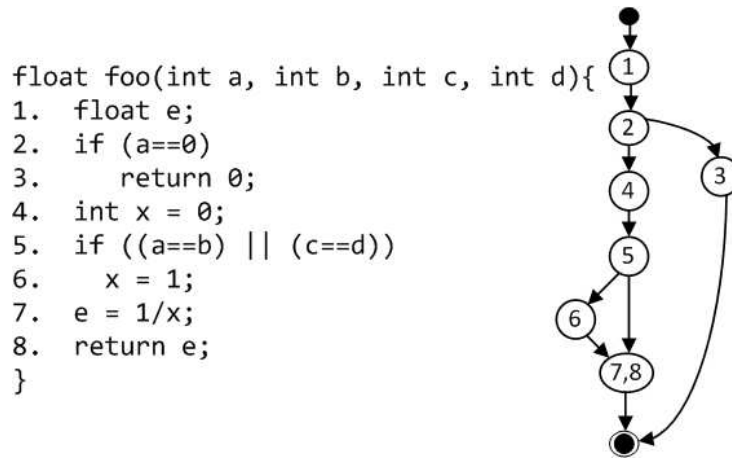 float foo(int a, int b, int c, int d){
1. float e;
2. if (a==0)
3. return 0;
4. int x = 0;
5. if ((a==b) || (c==d))
6. x = 1;
7. e = 1/x;
8. return e;
}
1
2
3
4
5
6
7,8